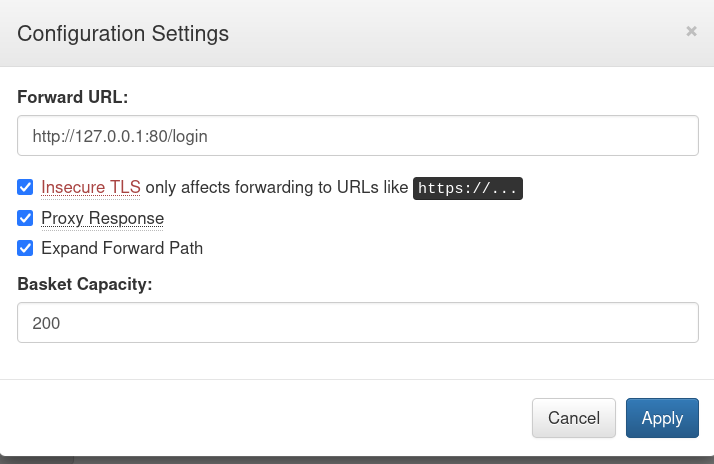 Configuration Settings ×
Forward URL:
http://127.0.0.1:80/login
Insecure TLS only affects forwarding to URLs like https://...
Proxy Response
Expand Forward Path
Basket Capacity:
200
Cancel Apply